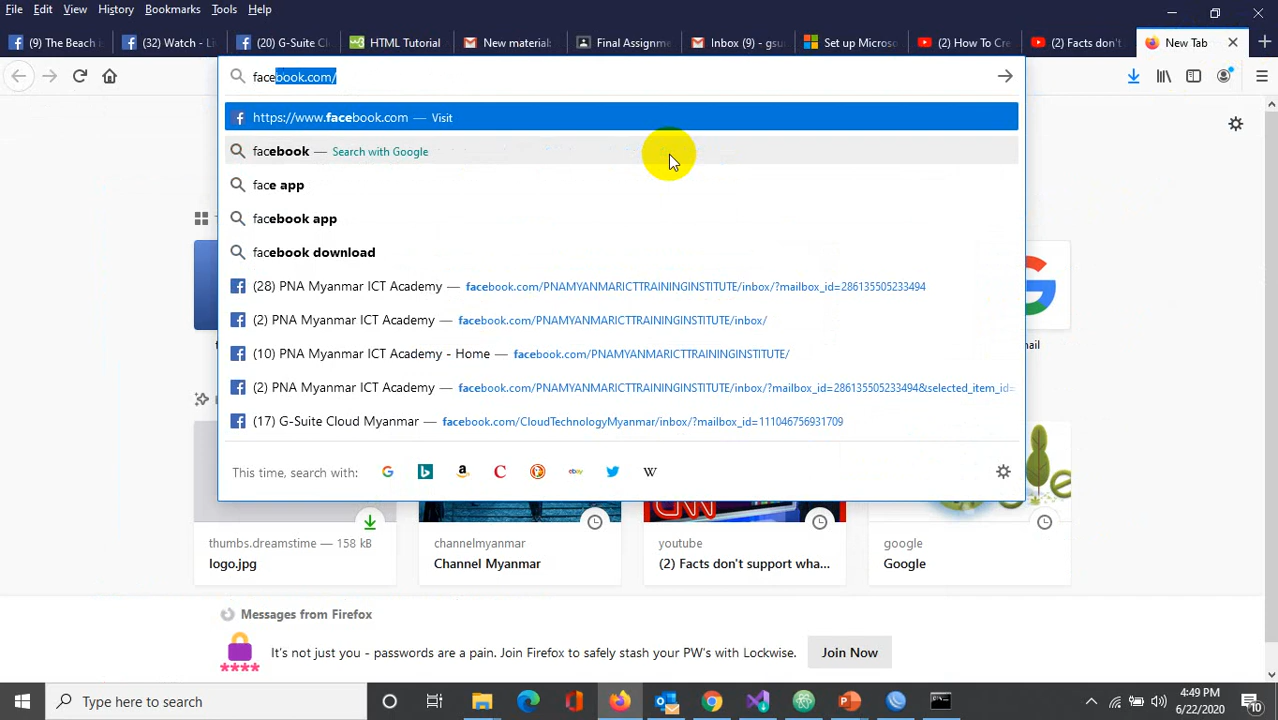 File Edit View History Bookmarks Tools Help
(9) The Beach is
(32) Watch - Li
(20) G-Suite Cl
HTML Tutorial
New material
Final Assignme
Inbox (9) - gsu
Set up Microso
(2) How To Cre
(2) Facts don't
New Tab
facebook.com/
https://www.facebook.com — Visit
facebook — Search with Google
face app
facebook app
facebook download
(28) PNA Myanmar ICT Academy — facebook.com/PNAMYANMARICTTRAININGINSTITUTE/inbox/?mailbox_id=286135505233494
(2) PNA Myanmar ICT Academy — facebook.com/PNAMYANMARICTTRAININGINSTITUTE/inbox/
(10) PNA Myanmar ICT Academy - Home — facebook.com/PNAMYANMARICTTRAININGINSTITUTE/
(2) PNA Myanmar ICT Academy — facebook.com/PNAMYANMARICTTRAININGINSTITUTE/inbox/?mailbox_id=286135505233494&selected_item_id=
(17) G-Suite Cloud Myanmar — facebook.com/CloudTechnologyMyanmar/inbox/?mailbox_id=111046756931709
This time, search with:
thumbs.dreamstime — 158 kB
logo.jpg
channelmyanmar
Channel Myanmar
CNN
youtube
(2) Facts don't support wha...
google
Google
Messages from Firefox
It's not just you - passwords are a pain. Join Firefox to safely stash your PW's with Lockwise.
Join Now
Type here to search
4:49 PM
6/22/2020
10